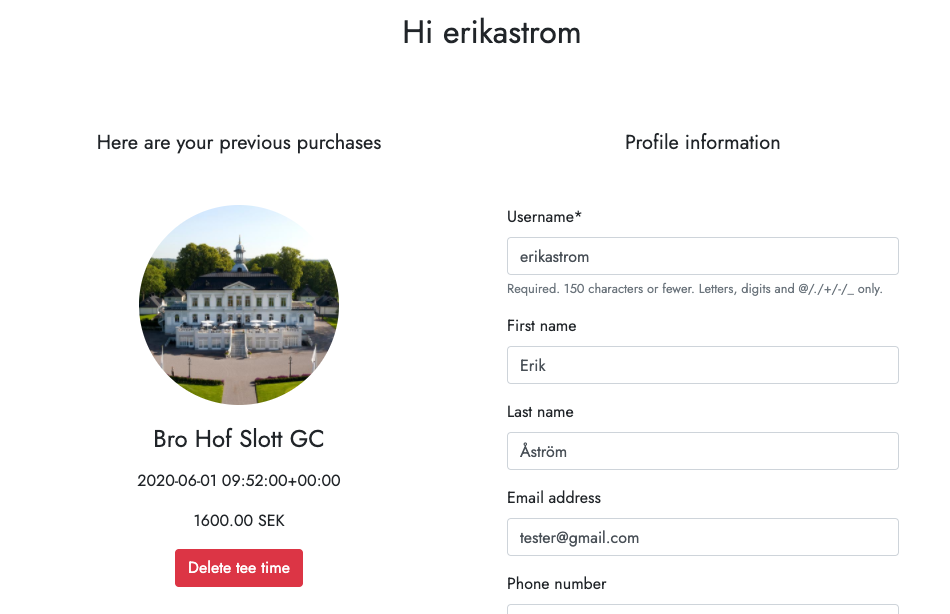 Hi erikastrom
Here are your previous purchases
Bro Hof Slott GC
2020-06-01 09:52:00+00:00
1600.00 SEK
Delete tee time
Profile information
Username*
erikastrom
Required. 150 characters or fewer. Letters, digits and @/./+/-/_ only.
First name
Erik
Last name
Åström
Email address
tester@gmail.com
Phone number